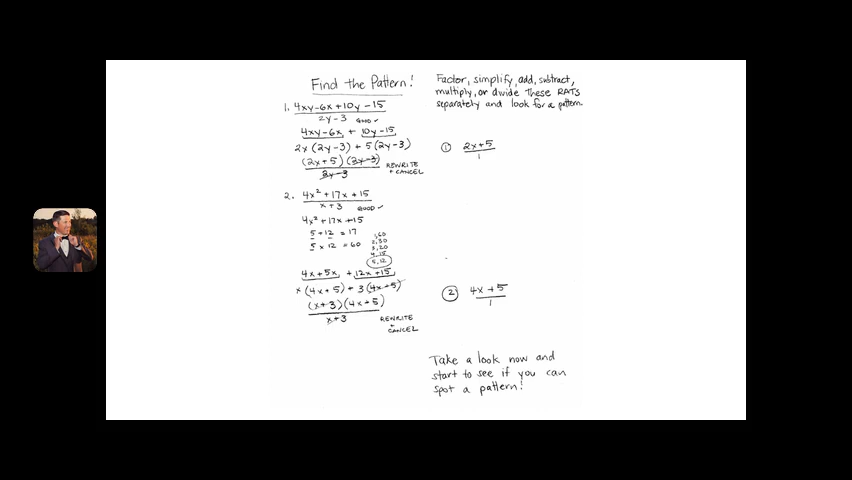 Find the Pattern!
1. 4xy-6x+10y-15
2y-3
GOOD ✓
4xy-6x + 10y-15
2x(2y-3) + 5(2y-3)
(2x+5)(2y-3)
2y-3
REWRITE
+ CANCEL
2. 4x²+17x+15
x+3
GOOD ✓
4x²+17x+15
5+12 = 17
5 x 12 = 60
1,60
2,30
3,20
4,15
5,12
4x+5x +12x+15
x(4x+5)+3(4x+5)
(x+3)(4x+5)
x+3
REWRITE
+
CANCEL
Factor, simplify, add, subtract,
multiply, or divide these RATS
separately and look for a pattern
① 2x+5
1
② 4x+5
1
Take a look now and
start to see if you can
spot a pattern!